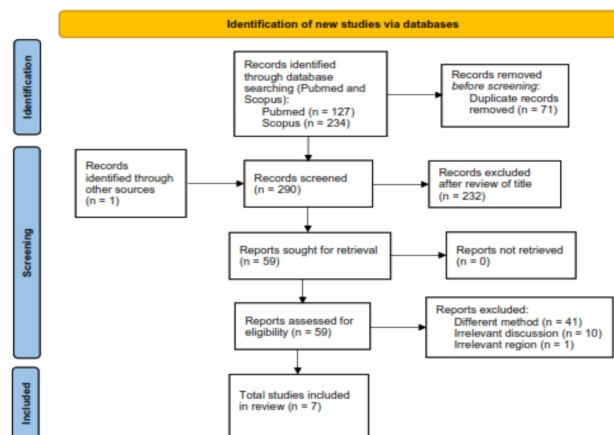 Identification of new studies via databases
Identification
Records identified
through database
searching (Pubmed and
Scopus):
Pubmed (n = 127)
Scopus (n = 234)
Records removed
before screening:
Duplicate records
removed (n = 71)
Screening
Records
identified through
other sources
(n = 1)
Records screened
(n = 290)
Records excluded
after review of title
(n = 232)
Reports sought for retrieval
(n = 59)
Reports not retrieved
(n = 0)
Reports assessed for
eligibility (n = 59)
Reports excluded:
Different method (n = 41)
Irrelevant discussion (n = 10)
Irrelevant region (n = 1)
Included
Total studies included
in review (n = 7)